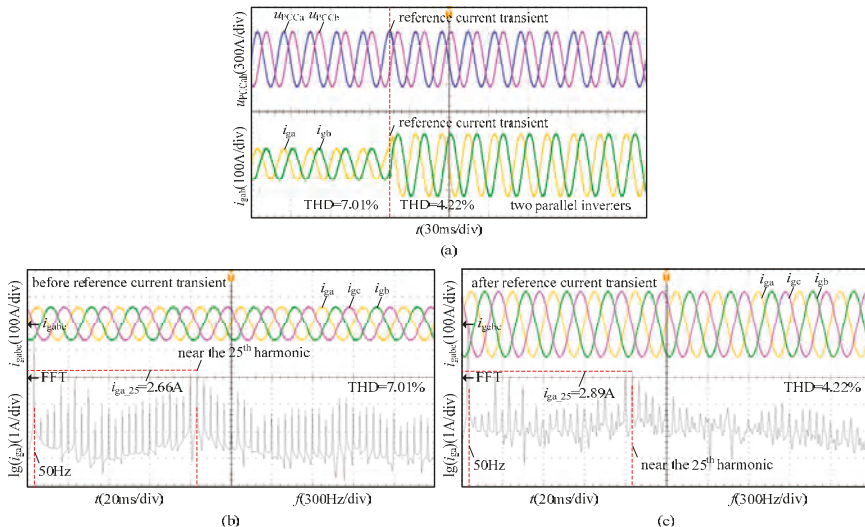 uPCCa uPCCb
reference current transient
uPCCab(300A/div)
reference current transient
iga
igb
igab(100A/div)
THD=7.01%
THD=4.22%
two parallel inverters
t(30ms/div)
(a)
before reference current transient
iga igc igb
igabc(100A/div)
igabc
near the 25th harmonic
FFT
iga_25=2.66A
THD=7.01%
lg(iga)(1A/div)
50Hz
t(20ms/div)
f(300Hz/div)
(b)
after reference current transient
iga igc igb
igabc(100A/div)
igabc
FFT
iga_25=2.89A
THD=4.22%
lg(iga)(1A/div)
50Hz
near the 25th harmonic
t(20ms/div)
f(300Hz/div)
(c)